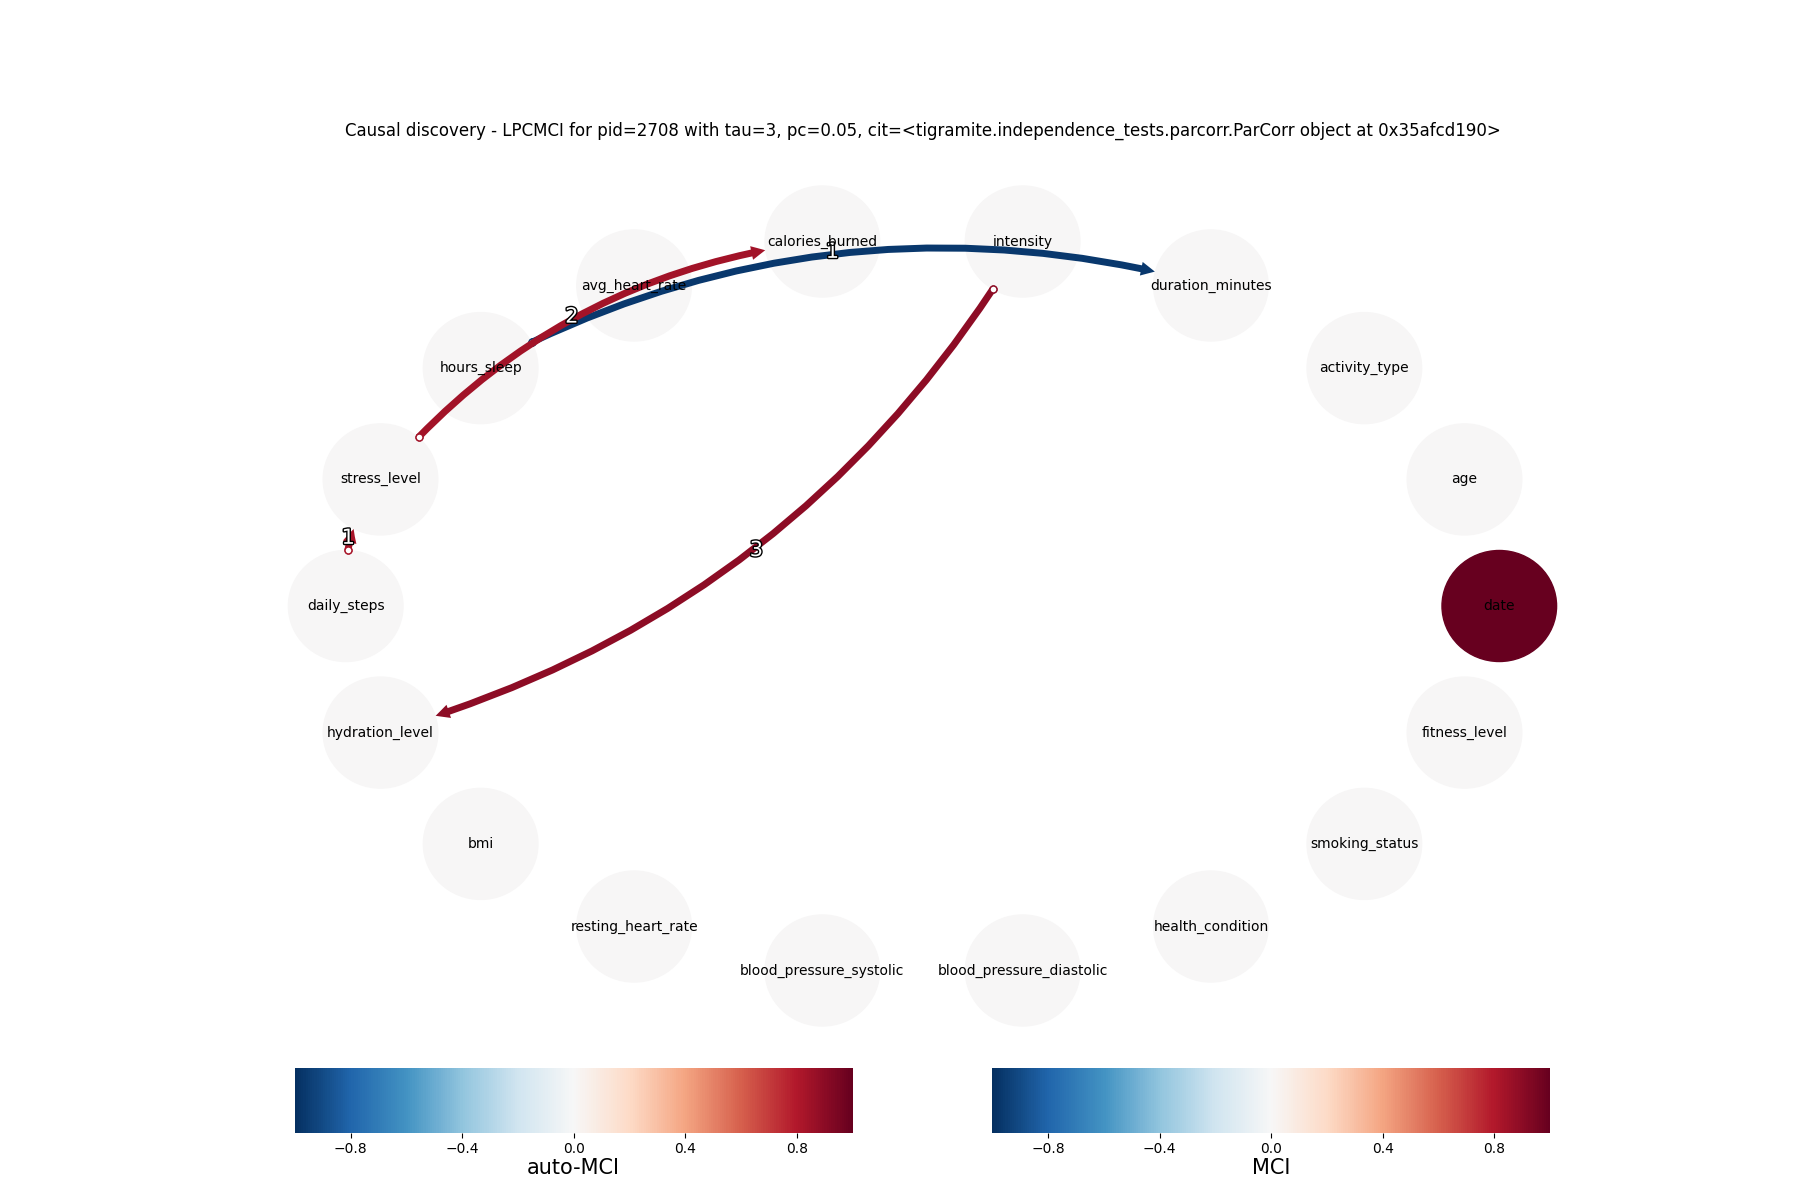 Causal discovery - LPCMCI for pid=2708 with tau=3, pc=0.05, cit=<tigramite.independence_tests.parcorr.ParCorr object at 0x35afcd190>
calories_burned
intensity
1
avg_heart_rate
duration_minutes
2
hours_sleep
activity_type
stress_level
age
1
3
daily_steps
date
hydration_level
fitness_level
bmi
smoking_status
resting_heart_rate
health_condition
blood_pressure_systolic
blood_pressure_diastolic
−0.8 −0.4 0.0 0.4 0.8
auto-MCI
−0.8 −0.4 0.0 0.4 0.8
MCI